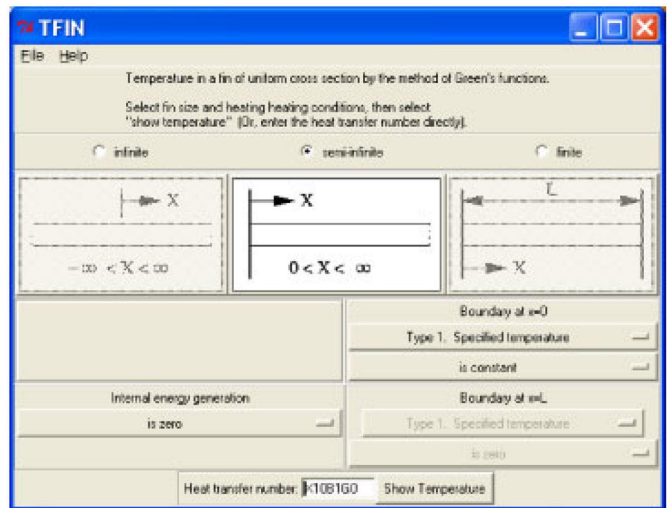 TFIN
File Help
Temperature in a fin of uniform cross section by the method of Green's functions.
Select fin size and heating heating conditions, then select
"show temperature" (Or, enter the heat transfer number directly).
infinite semi-infinite finite
X
-∞ < X < ∞
X
0 < X < ∞
L
X
Boundary at x=0
Type 1. Specified temperature
is constant
Internal energy generation
is zero
Boundary at x=L
Type 1. Specified temperature
is zero
Heat transfer number: X10B1G0 Show Temperature